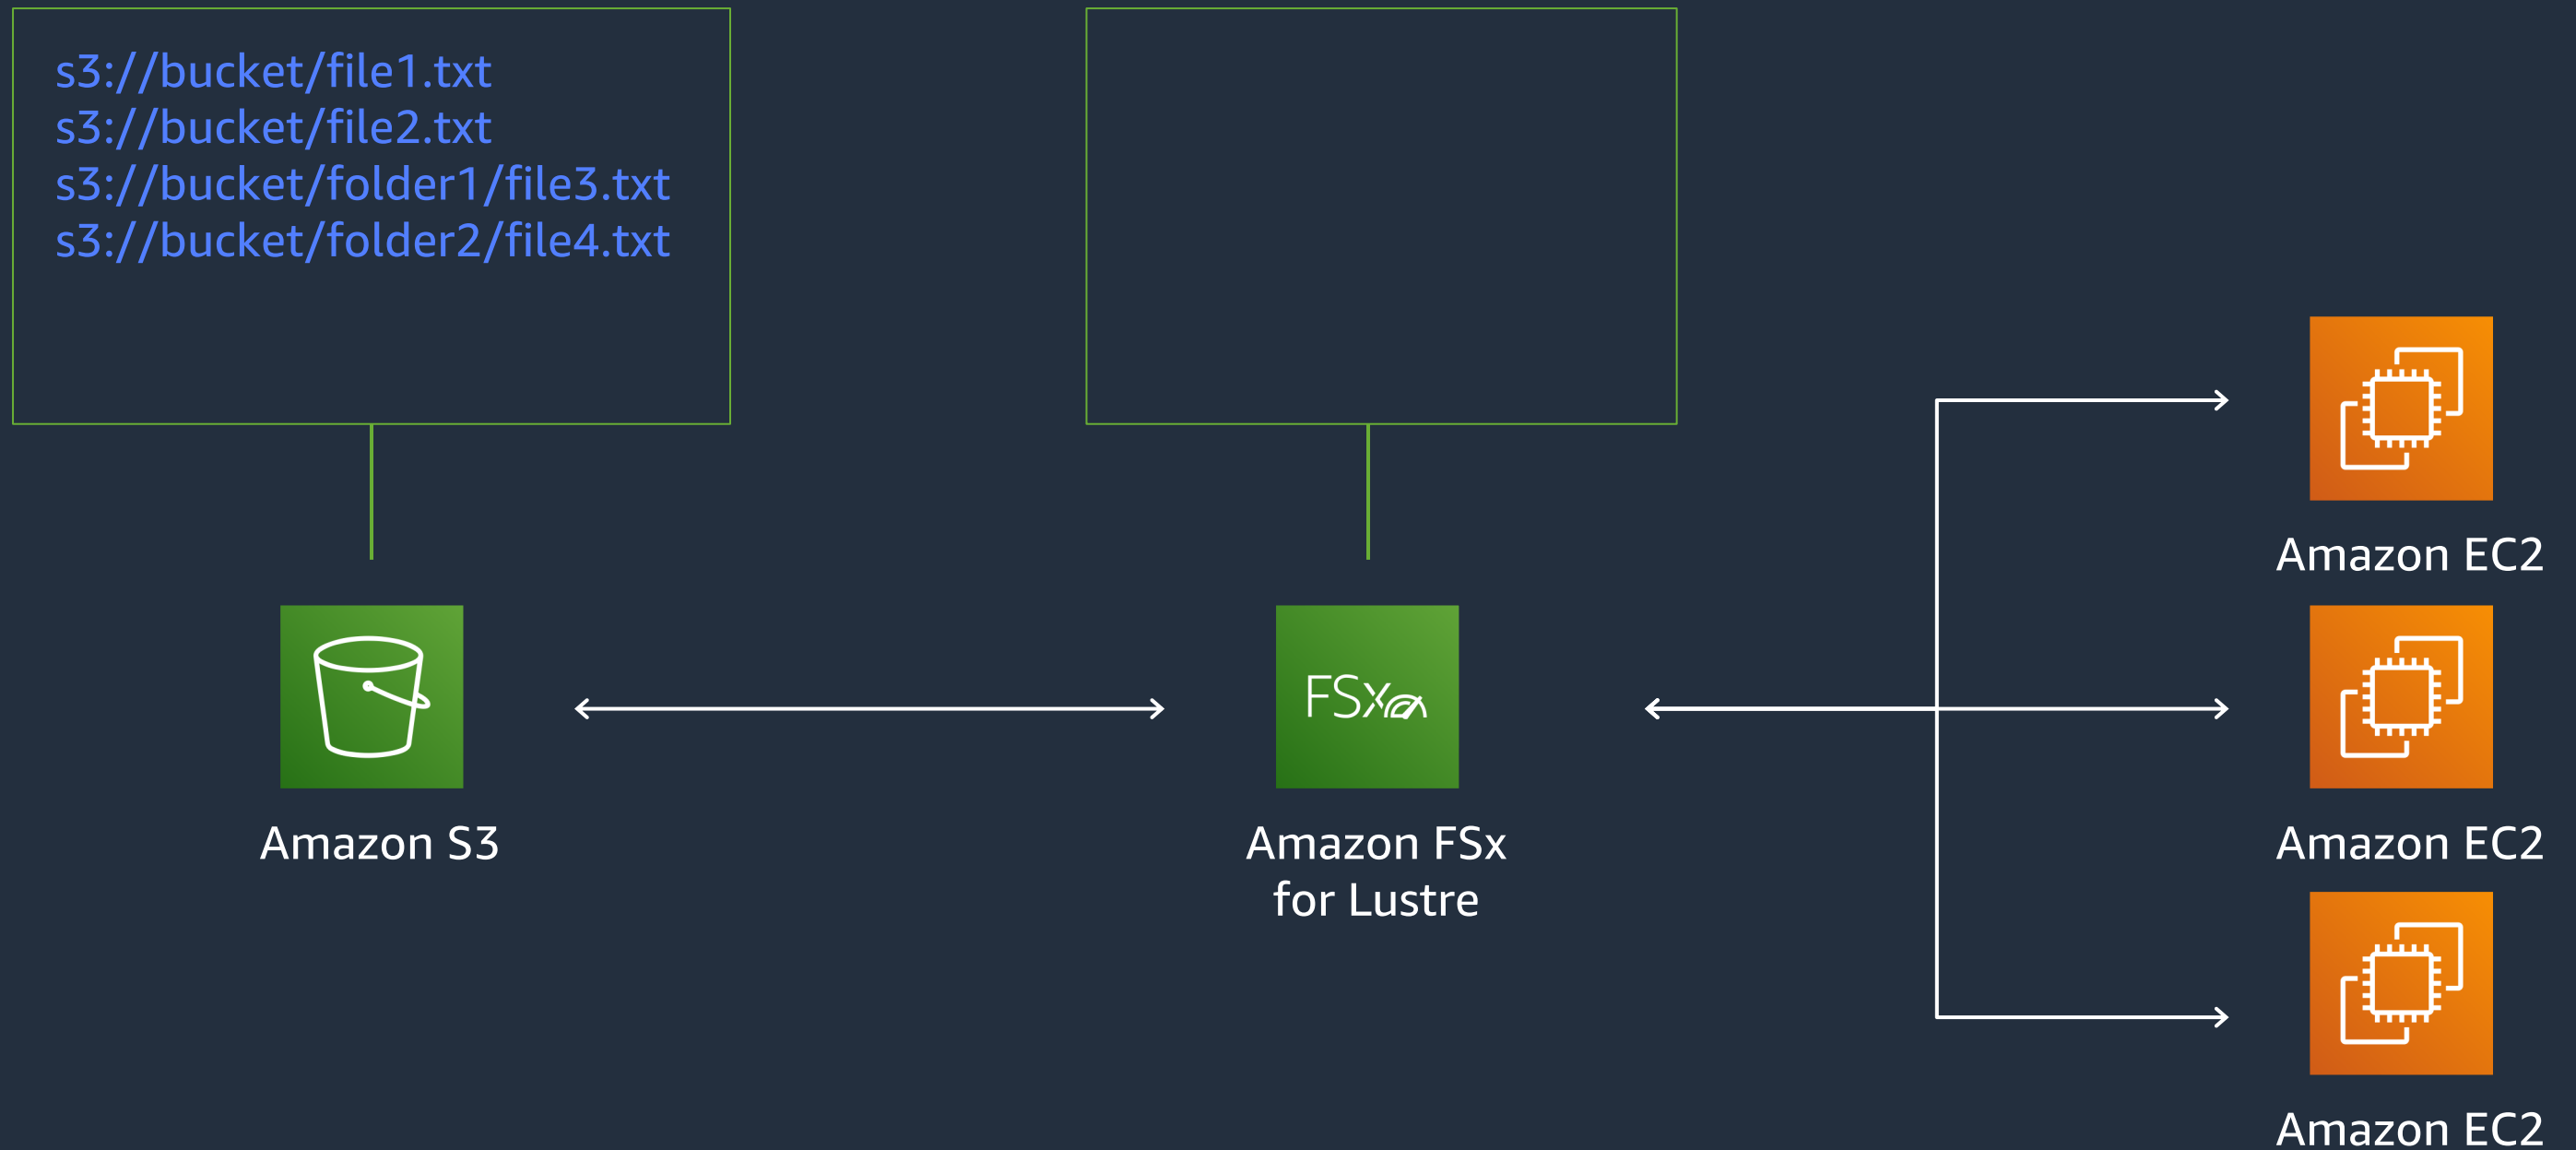 s3://bucket/file1.txt
s3://bucket/file2.txt
s3://bucket/folder1/file3.txt
s3://bucket/folder2/file4.txt
Amazon S3
FSx
Amazon FSx
for Lustre
Amazon EC2
Amazon EC2
Amazon EC2